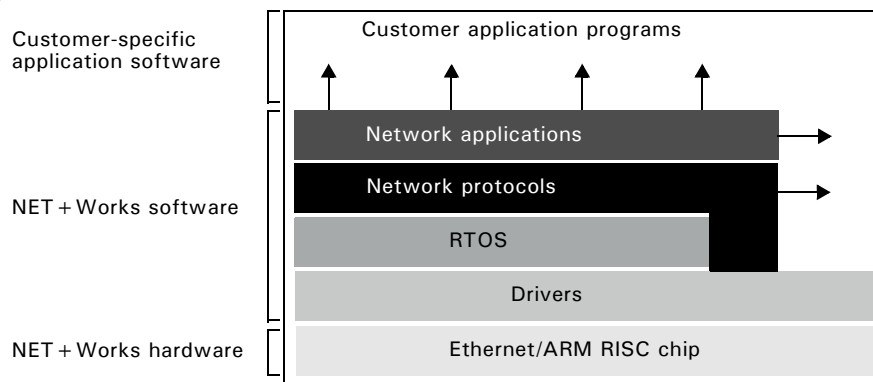 Customer-specific
application software
Customer application programs
Network applications
Network protocols
NET+Works software
RTOS
Drivers
NET+Works hardware
Ethernet/ARM RISC chip